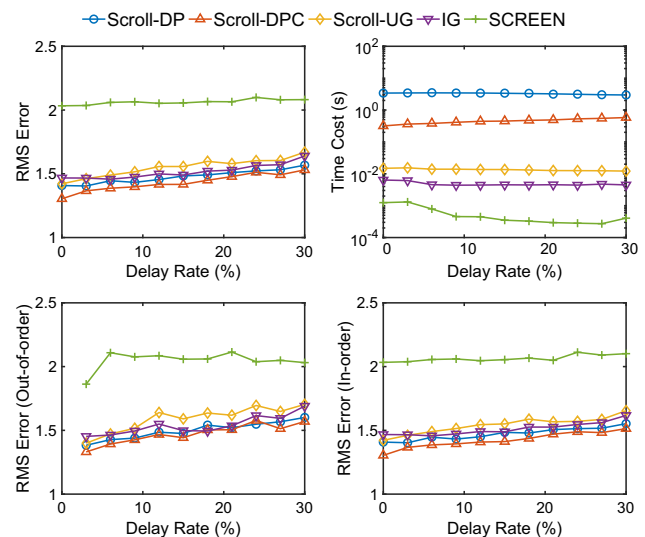 Scroll-DP Scroll-DPC Scroll-UG IG SCREEN
RMS Error
2.5
2
1.5
1
0 10 20 30
Delay Rate (%)
Time Cost (s)
10^2
10^0
10^-2
10^-4
0 10 20 30
Delay Rate (%)
RMS Error (Out-of-order)
2.5
2
1.5
1
0 10 20 30
Delay Rate (%)
RMS Error (In-order)
2.5
2
1.5
1
0 10 20 30
Delay Rate (%)